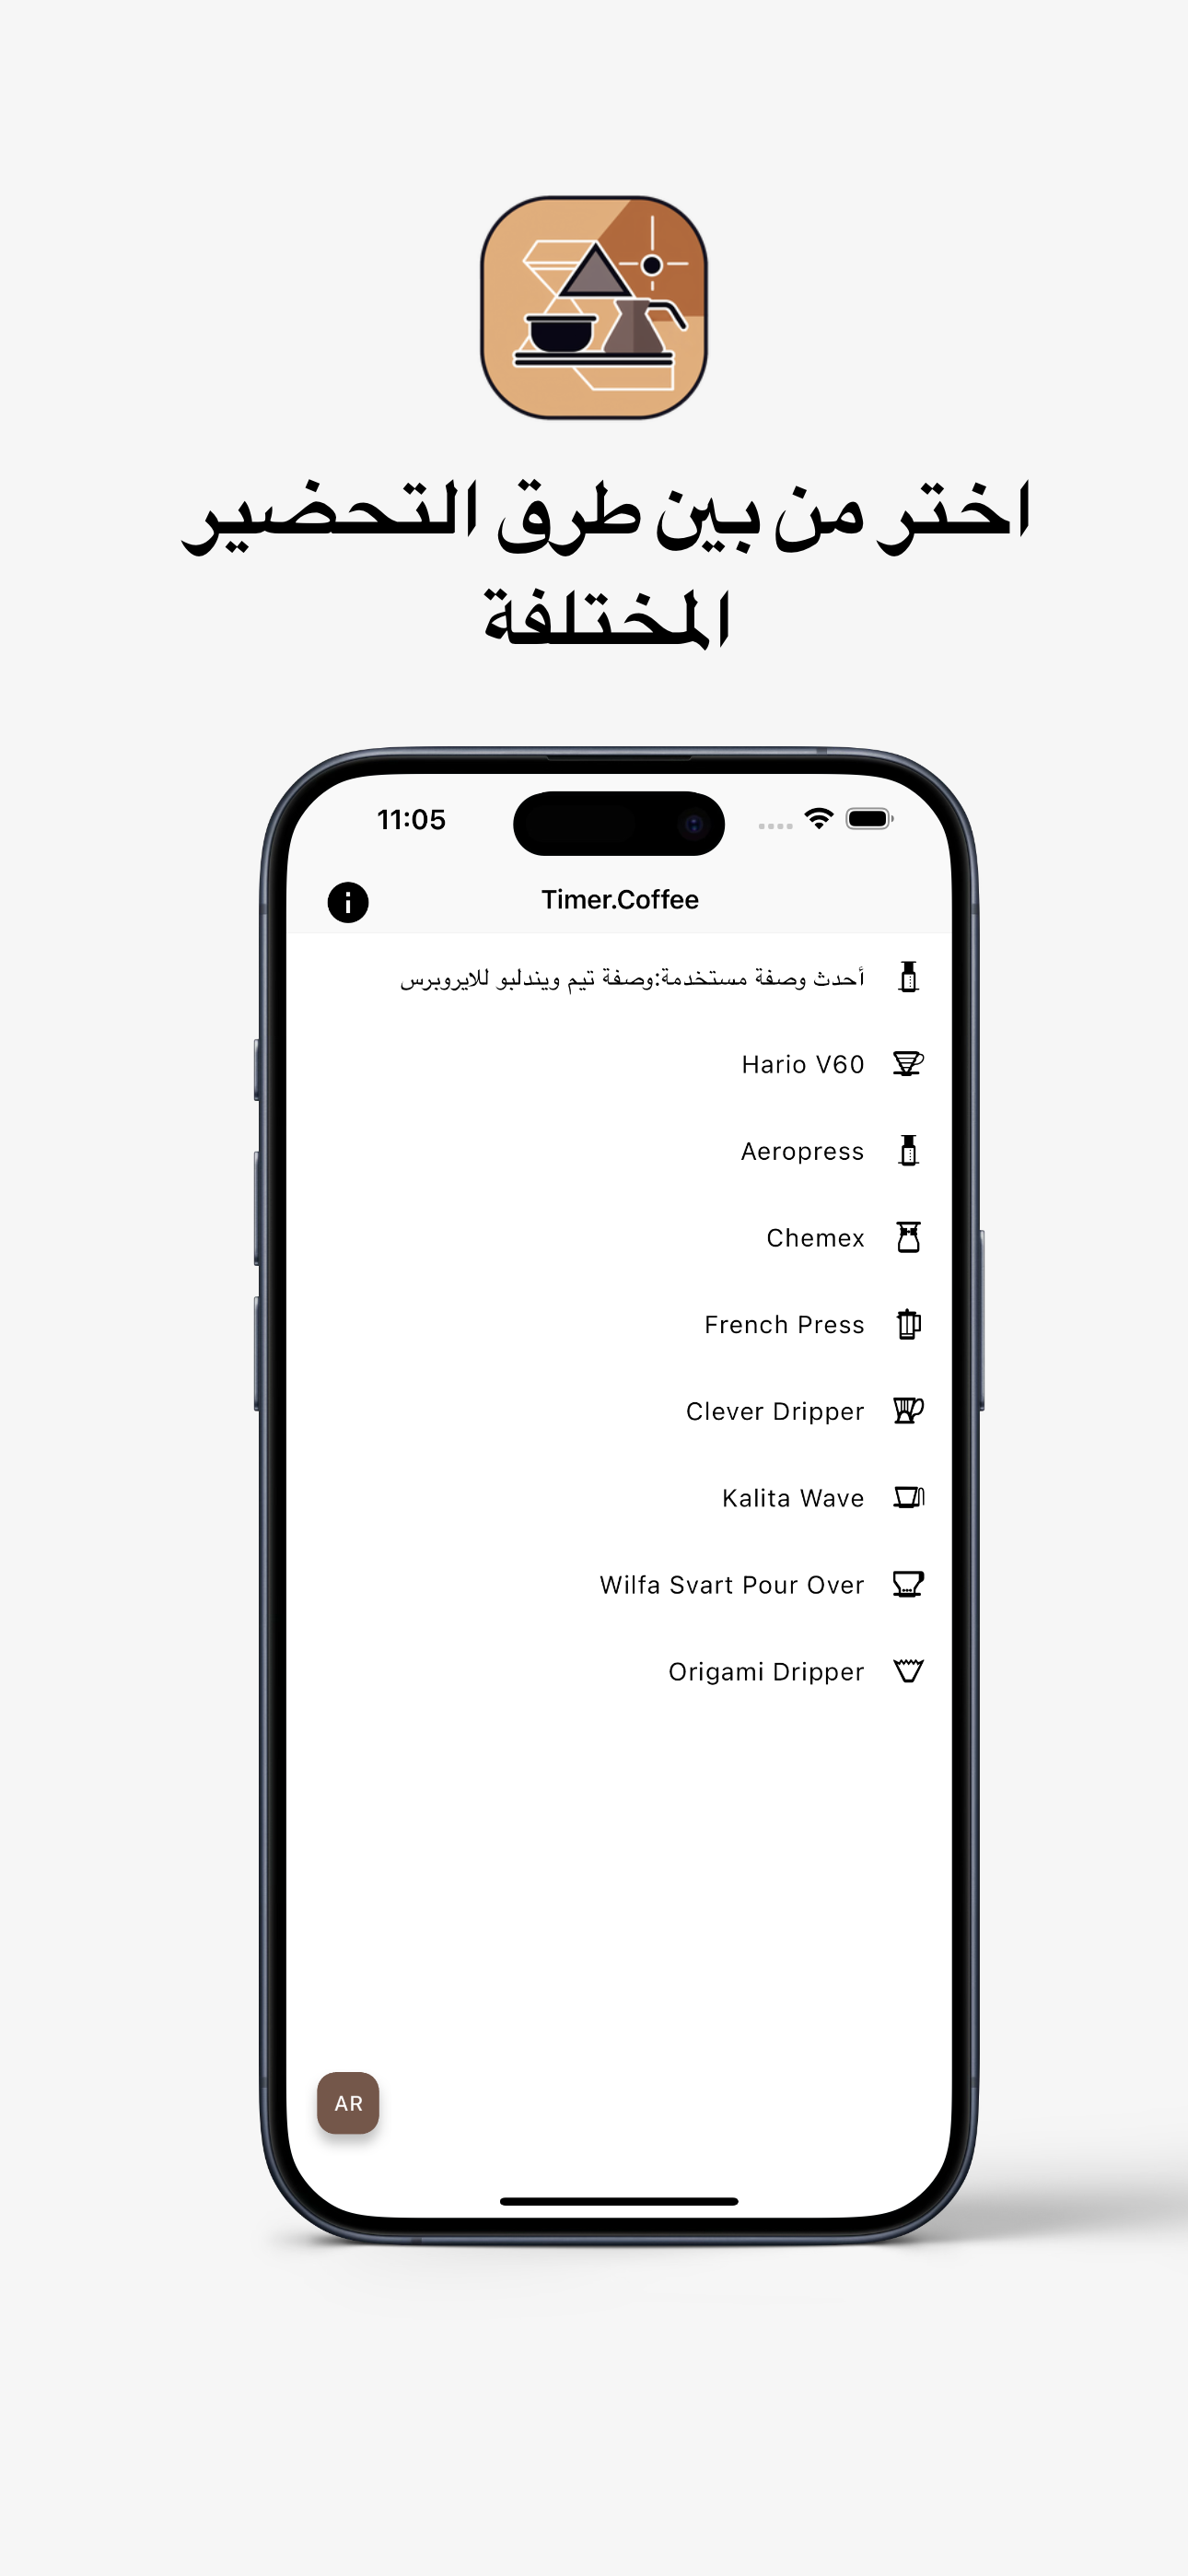 اختر من بين طرق التحضير
المختلفة
11:05
Timer.Coffee
أحدث وصفة مستخدمة:وصفة تيم ويندلبو للايروبرس
Hario V60
Aeropress
Chemex
French Press
Clever Dripper
Kalita Wave
Wilfa Svart Pour Over
Origami Dripper
AR